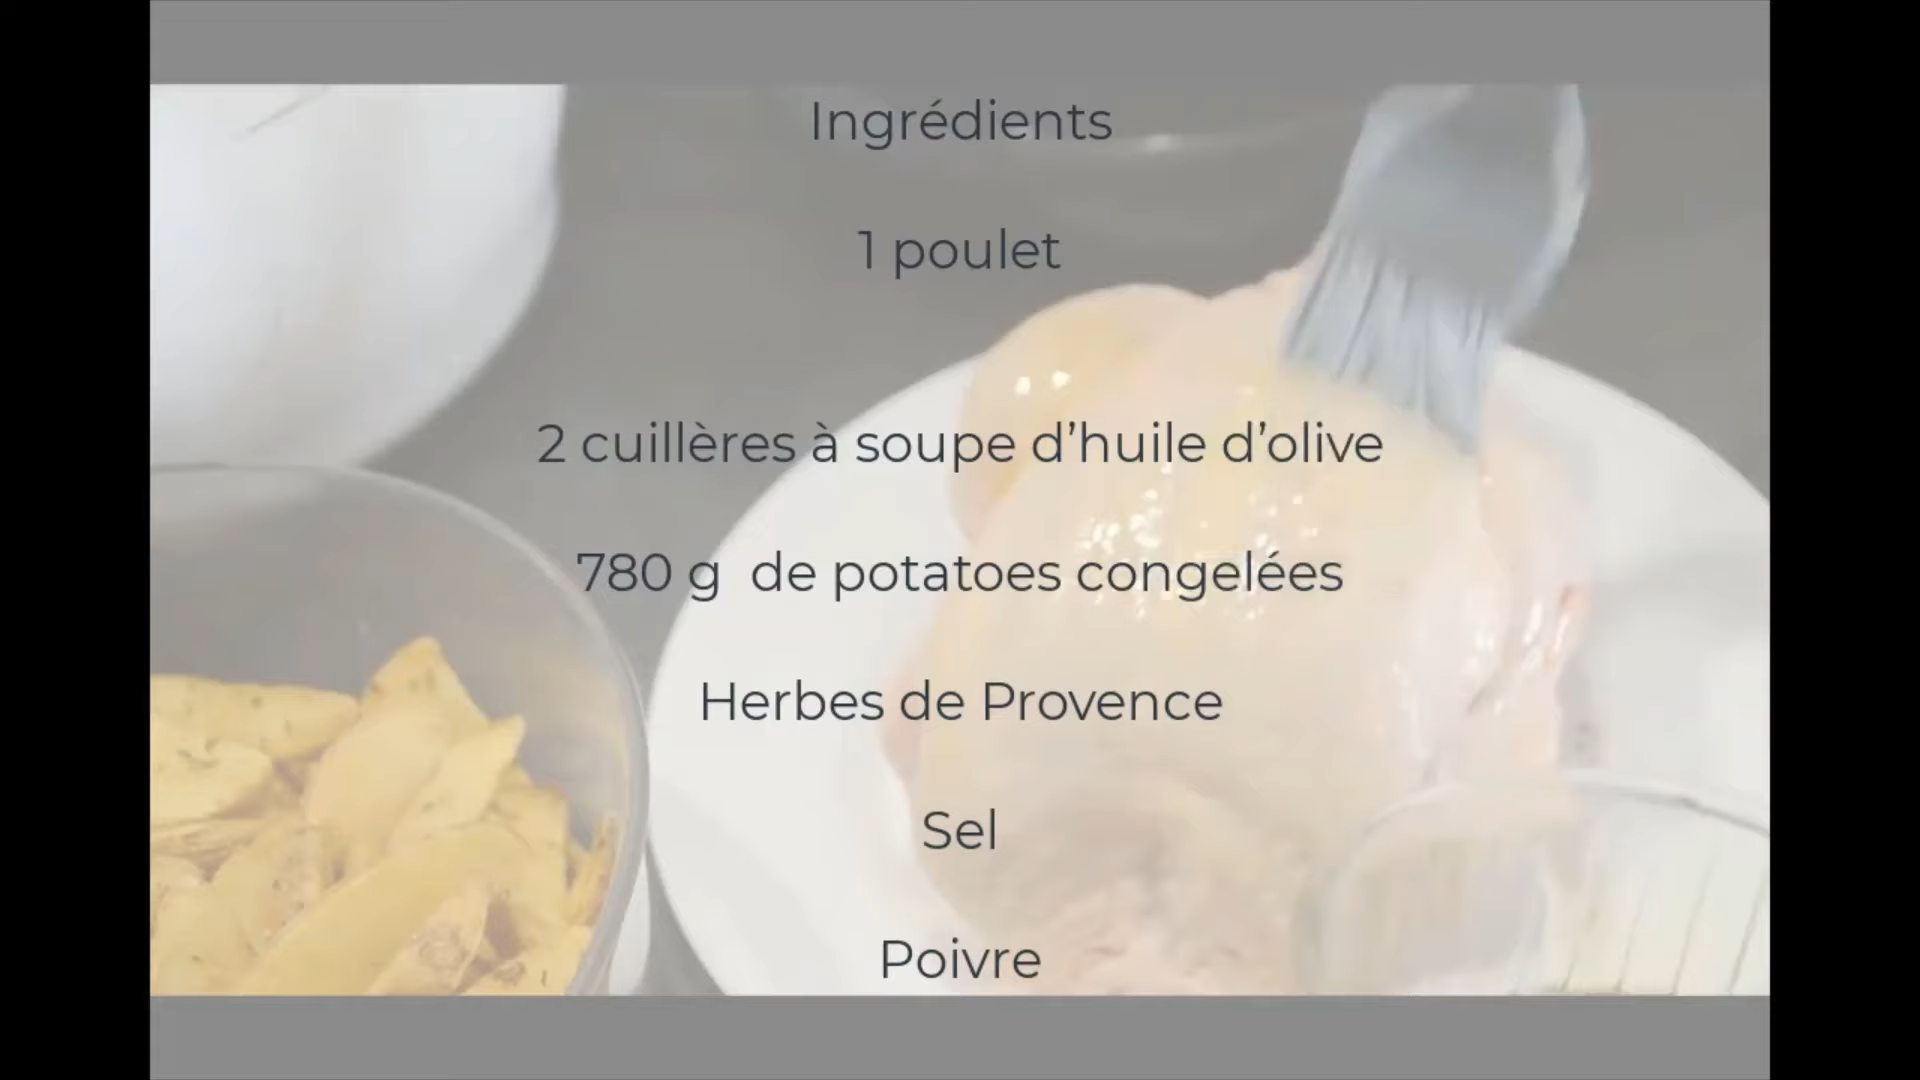 Ingrédients
1 poulet
2 cuillères à soupe d’huile d’olive
780 g  de potatoes congelées
Herbes de Provence
Sel
Poivre